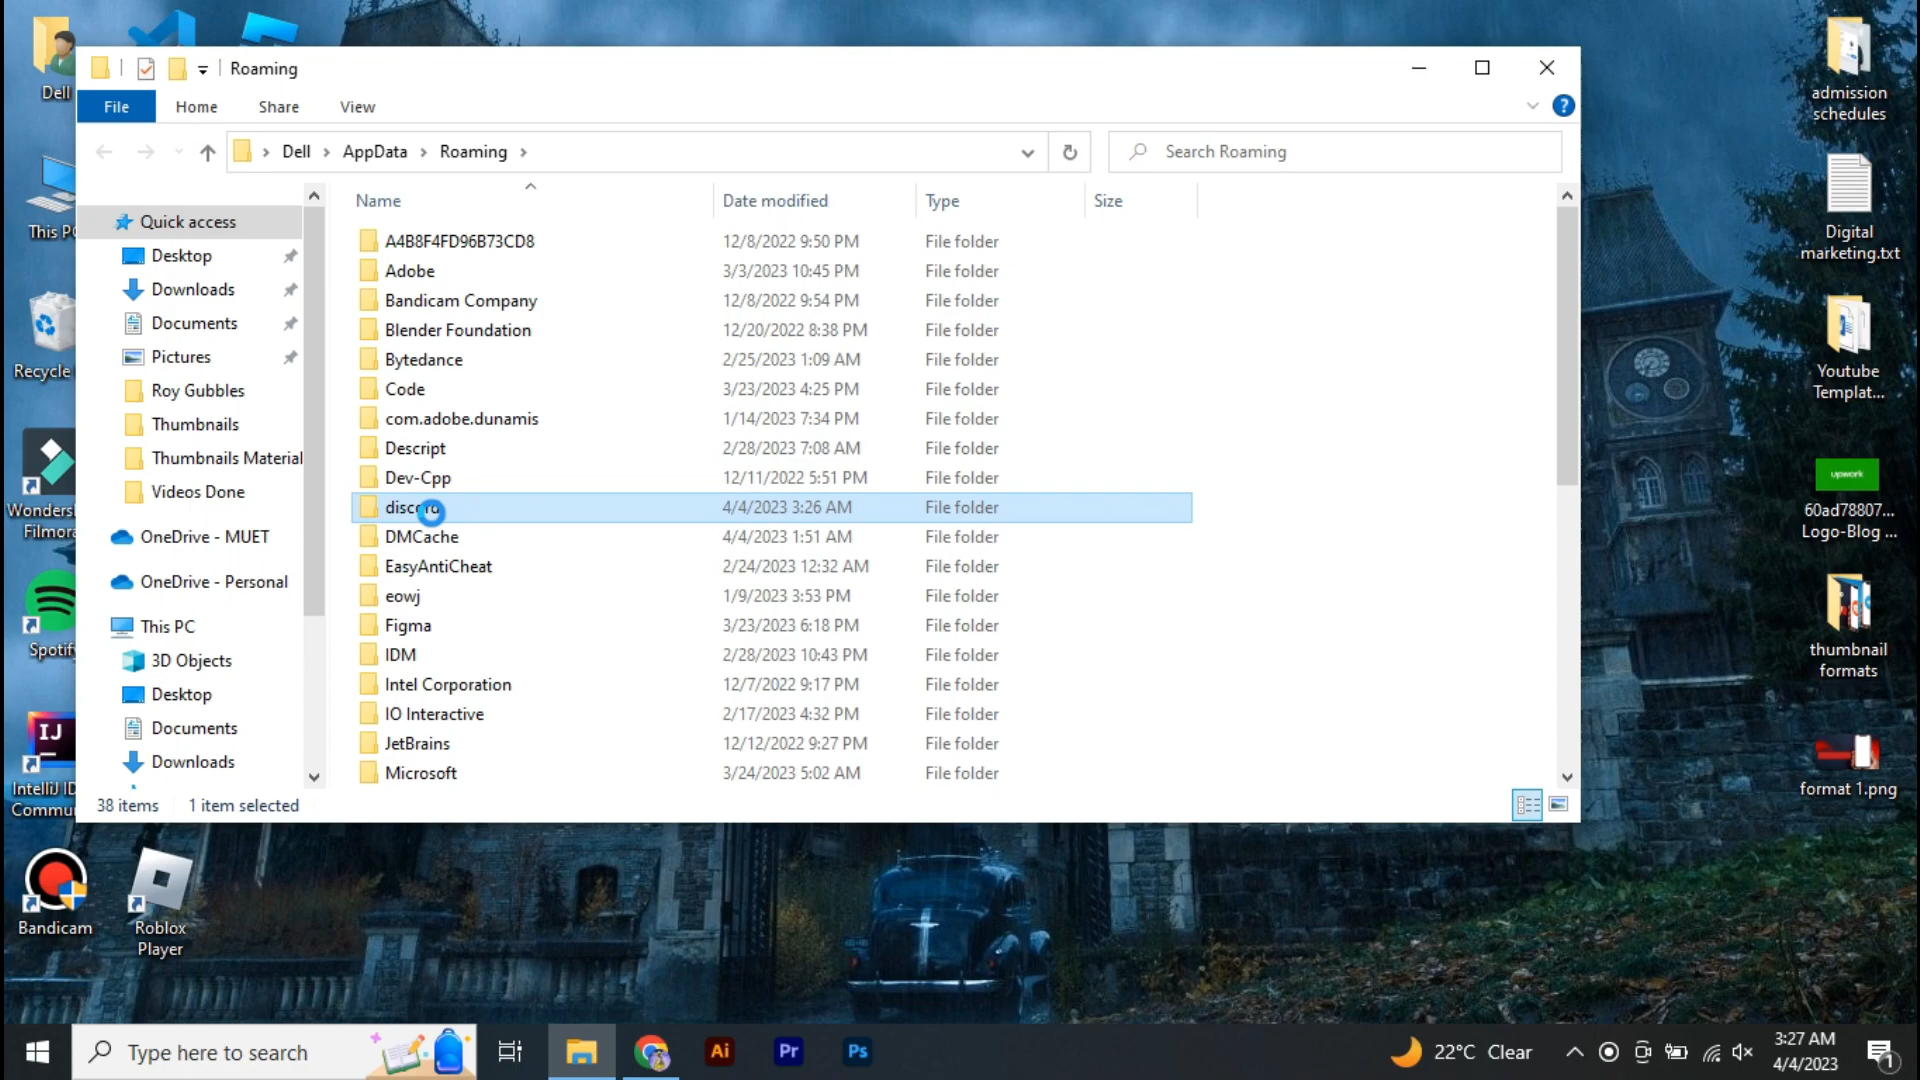 Roaming
File Home Share View
Dell AppData Roaming
Search Roaming
Name Date modified Type Size
Quick access
Desktop
Downloads
Documents
Pictures
Roy Gubbles
Thumbnails
Thumbnails Material
Videos Done
OneDrive - MUET
OneDrive - Personal
This PC
3D Objects
Desktop
Documents
Downloads
A4B8F4FD96B73CD8 12/8/2022 9:50 PM File folder
Adobe 3/3/2023 10:45 PM File folder
Bandicam Company 12/8/2022 9:54 PM File folder
Blender Foundation 12/20/2022 8:38 PM File folder
Bytedance 2/25/2023 1:09 AM File folder
Code 3/23/2023 4:25 PM File folder
com.adobe.dunamis 1/14/2023 7:34 PM File folder
Descript 2/28/2023 7:08 AM File folder
Dev-Cpp 12/11/2022 5:51 PM File folder
discord 4/4/2023 3:26 AM File folder
DMCache 4/4/2023 1:51 AM File folder
EasyAntiCheat 2/24/2023 12:32 AM File folder
eowj 1/9/2023 3:53 PM File folder
Figma 3/23/2023 6:18 PM File folder
IDM 2/28/2023 10:43 PM File folder
Intel Corporation 12/7/2022 9:17 PM File folder
IO Interactive 2/17/2023 4:32 PM File folder
JetBrains 12/12/2022 9:27 PM File folder
Microsoft 3/24/2023 5:02 AM File folder
38 items 1 item selected
Dell
This PC
Recycle
Wonders
Filmora
Spotify
IJ
IntelliJ ID
Commu
Bandicam
Roblox
Player
admission
schedules
Digital
marketing.txt
Youtube
Templat...
upwork
60ad78807...
Logo-Blog ...
thumbnail
formats
format 1.png
Type here to search
Ai
Pr
Ps
22°C Clear
3:27 AM
4/4/2023
1